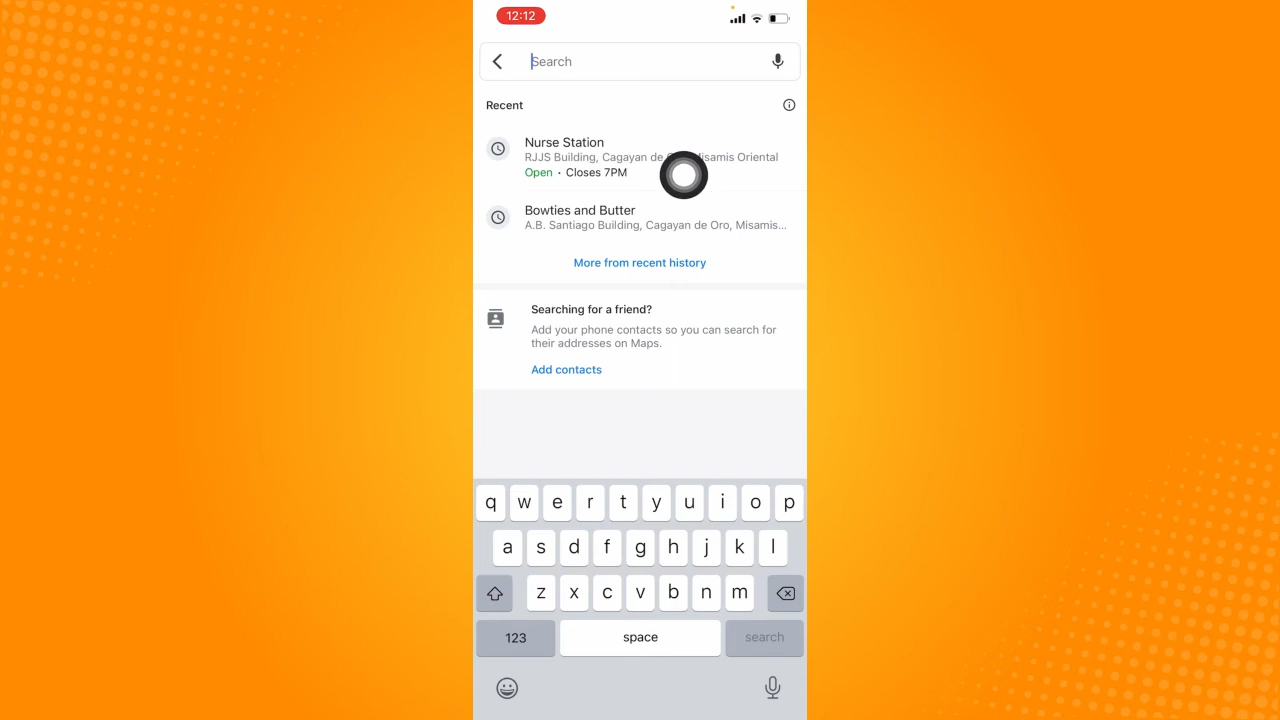 12:12
Search
Recent
Nurse Station
RJJS Building, Cagayan de Misamis Oriental
Open · Closes 7PM
Bowties and Butter
A.B. Santiago Building, Cagayan de Oro, Misamis...
More from recent history
Searching for a friend?
Add your phone contacts so you can search for
their addresses on Maps.
Add contacts
q w e r t y u i o p
a s d f g h j k l
z x c v b n m
123 space search